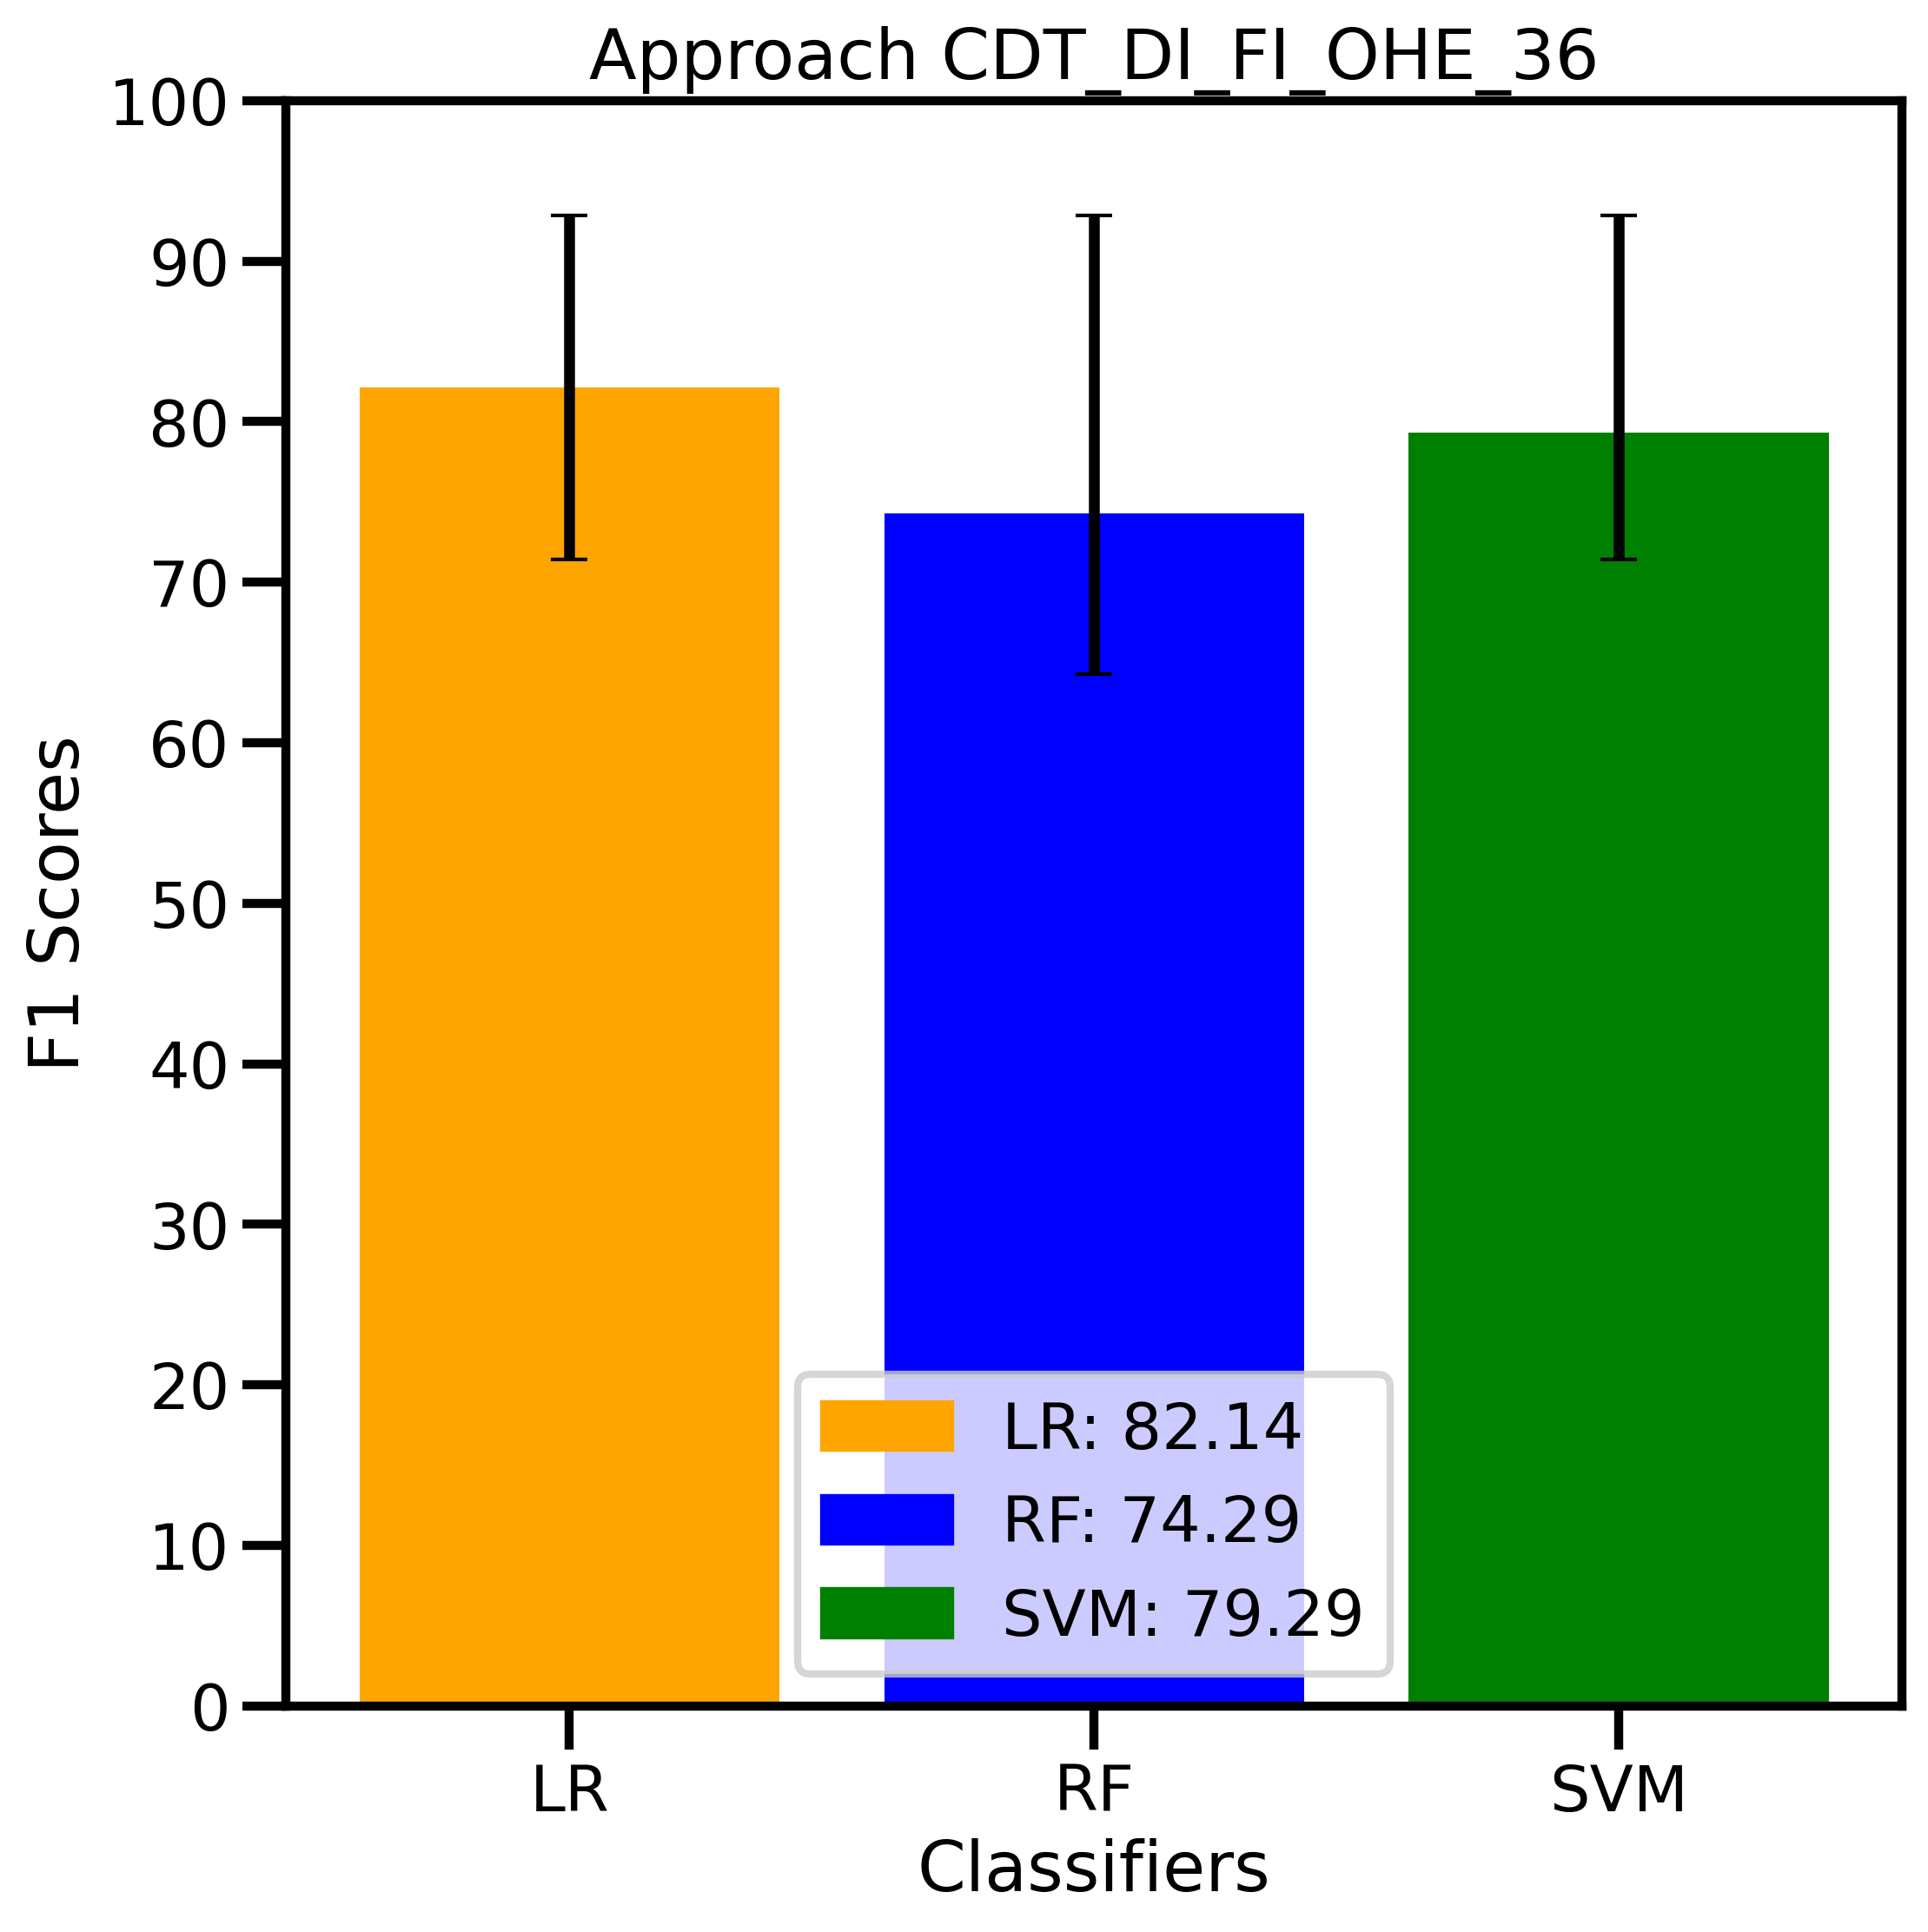 Approach CDT_DI_FI_OHE_36
100
90
80
70
60
50
40
30
20
10
0
F1 Scores
LR: 82.14
RF: 74.29
SVM: 79.29
LR RF SVM
Classifiers